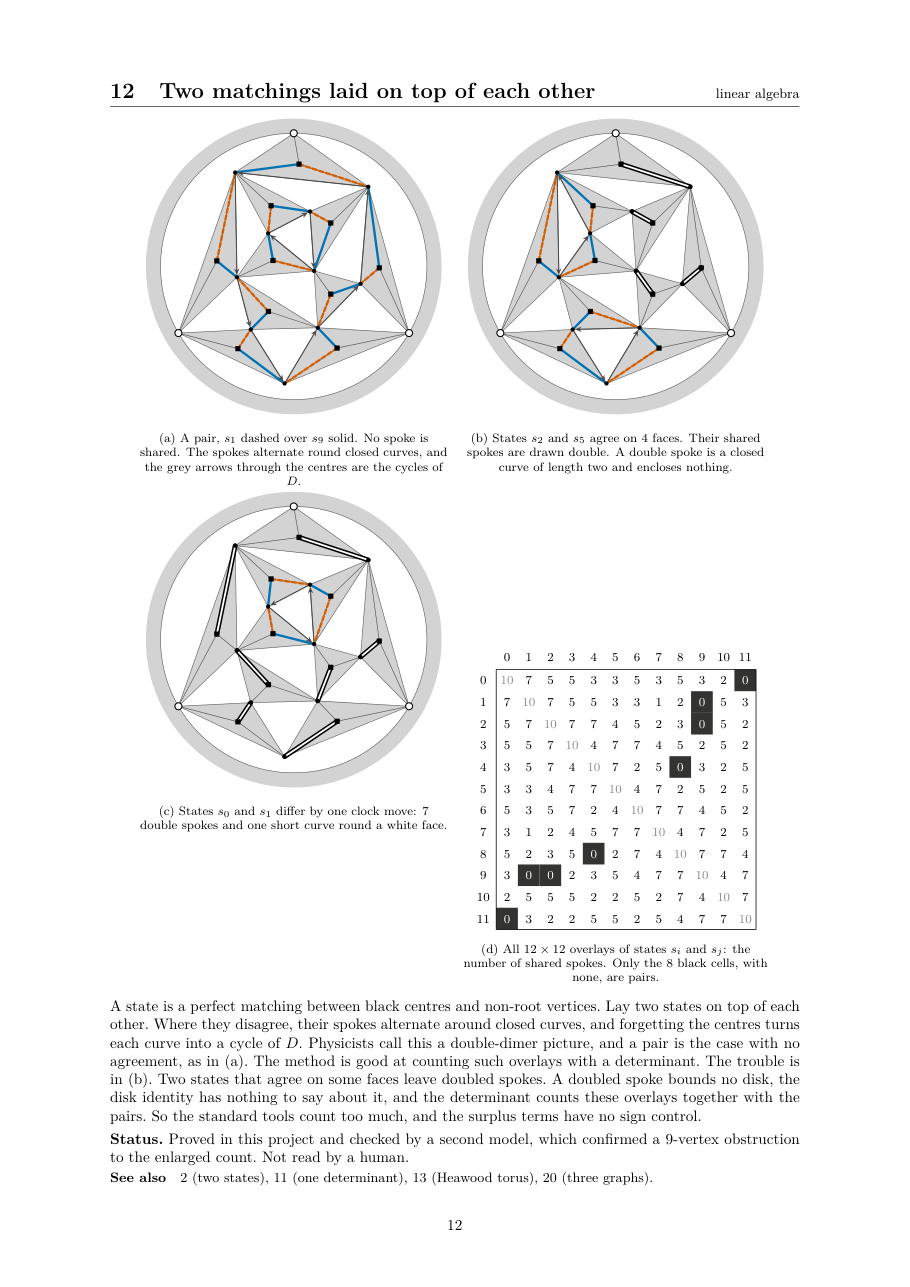 12 Two matchings laid on top of each other linear algebra
(a) A pair, s1 dashed over s9 solid. No spoke is
shared. The spokes alternate round closed curves, and
the grey arrows through the centres are the cycles of
D.
(b) States s2 and s5 agree on 4 faces. Their shared
spokes are drawn double. A double spoke is a closed
curve of length two and encloses nothing.
(c) States s0 and s1 differ by one clock move: 7
double spokes and one short curve round a white face.
0 1 2 3 4 5 6 7 8 9 10 11
0 10 7 5 5 3 3 5 3 5 3 2 0
1 7 10 7 5 5 3 3 1 2 0 5 3
2 5 7 10 7 7 4 5 2 3 0 5 2
3 5 5 7 10 4 7 7 4 5 2 5 2
4 3 5 7 4 10 7 2 5 0 3 2 5
5 3 3 4 7 7 10 4 7 2 5 2 5
6 5 3 5 7 2 4 10 7 7 4 5 2
7 3 1 2 4 5 7 7 10 4 7 2 5
8 5 2 3 5 0 2 7 4 10 7 7 4
9 3 0 0 2 3 5 4 7 7 10 4 7
10 2 5 5 5 2 2 5 2 7 4 10 7
11 0 3 2 2 5 5 2 5 4 7 7 10
(d) All 12 × 12 overlays of states si and sj: the
number of shared spokes. Only the 8 black cells, with
none, are pairs.
A state is a perfect matching between black centres and non-root vertices. Lay two states on top of each
other. Where they disagree, their spokes alternate around closed curves, and forgetting the centres turns
each curve into a cycle of D. Physicists call this a double-dimer picture, and a pair is the case with no
agreement, as in (a). The method is good at counting such overlays with a determinant. The trouble is
in (b). Two states that agree on some faces leave doubled spokes. A doubled spoke bounds no disk, the
disk identity has nothing to say about it, and the determinant counts these overlays together with the
pairs. So the standard tools count too much, and the surplus terms have no sign control.
Status. Proved in this project and checked by a second model, which confirmed a 9-vertex obstruction
to the enlarged count. Not read by a human.
See also 2 (two states), 11 (one determinant), 13 (Heawood torus), 20 (three graphs).
12